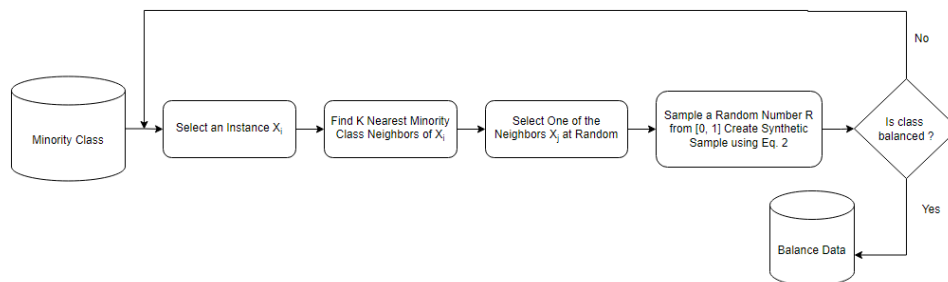 Minority Class
Select an Instance Xi
Find K Nearest Minority
Class Neighbors of Xi
Select One of the
Neighbors Xj at Random
Sample a Random Number R
from [0, 1] Create Synthetic
Sample using Eq. 2
Is class
balanced ?
No
Yes
Balance Data